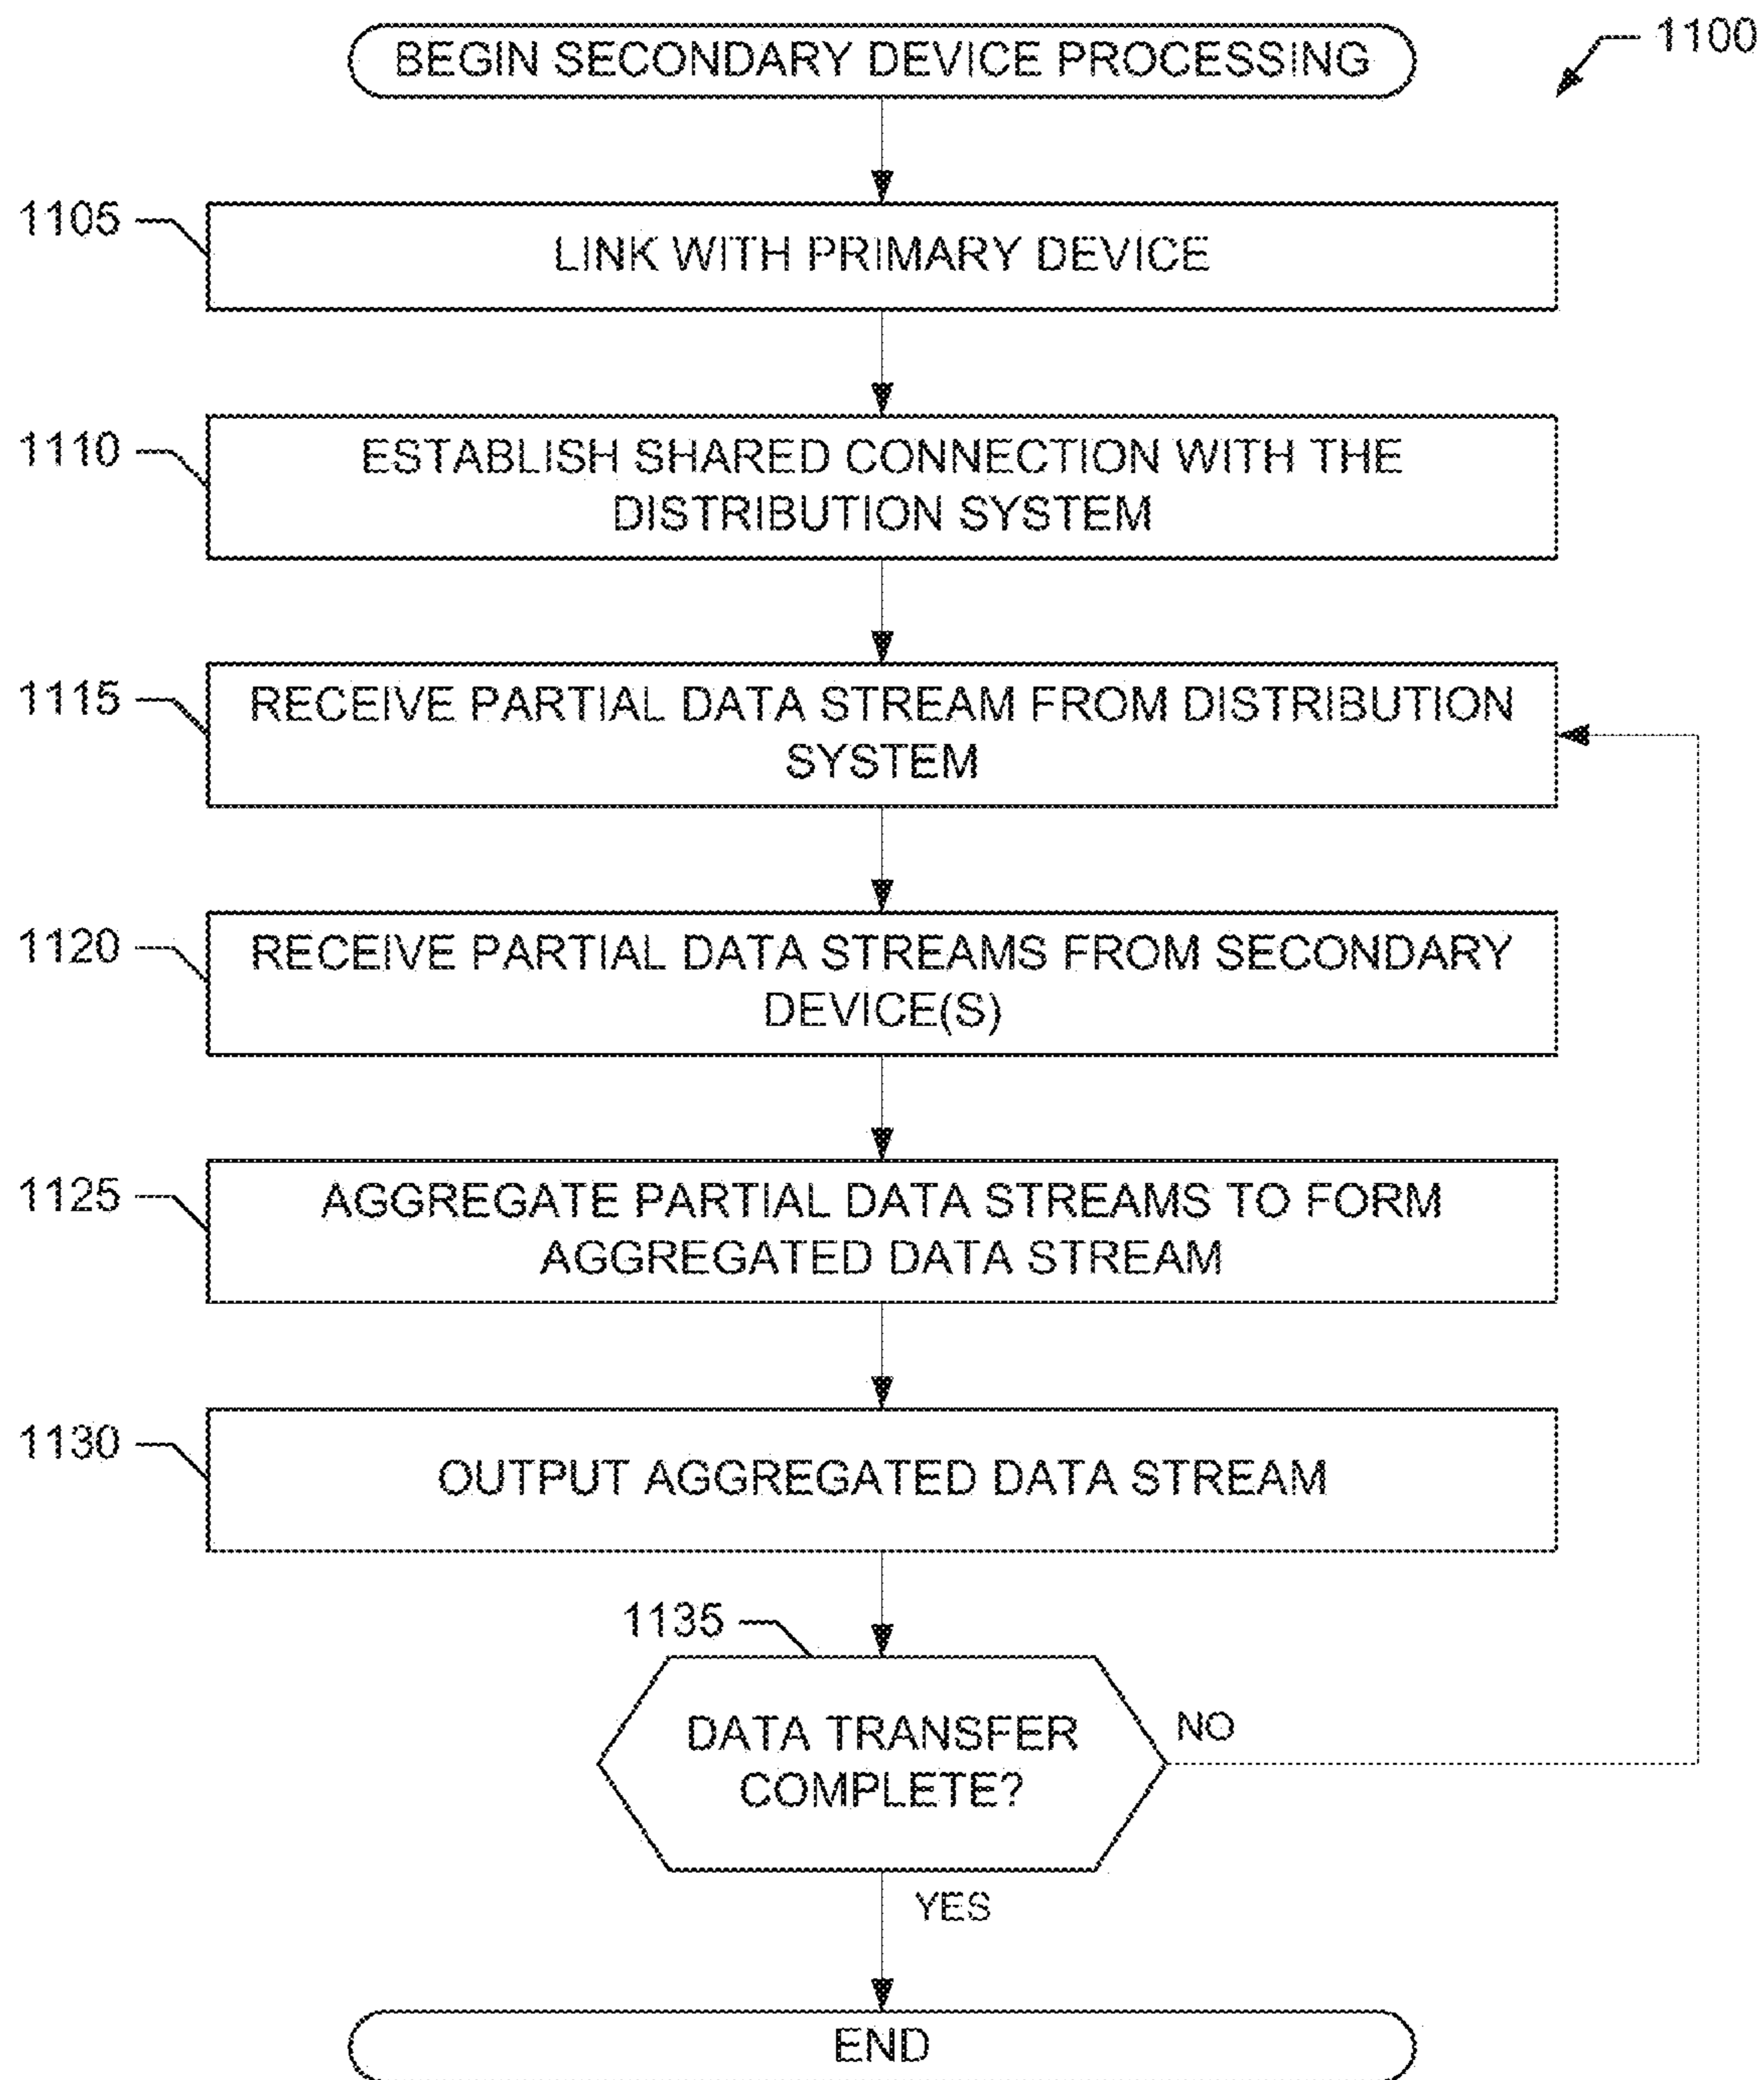 BEGIN SECONDARY DEVICE PROCESSING
1100
1105
LINK WITH PRIMARY DEVICE
1110
ESTABLISH SHARED CONNECTION WITH THE
DISTRIBUTION SYSTEM
1115
RECEIVE PARTIAL DATA STREAM FROM DISTRIBUTION
SYSTEM
1120
RECEIVE PARTIAL DATA STREAMS FROM SECONDARY
DEVICE(S)
1125
AGGREGATE PARTIAL DATA STREAMS TO FORM
AGGREGATED DATA STREAM
1130
OUTPUT AGGREGATED DATA STREAM
1135
DATA TRANSFER
COMPLETE?
NO
YES
END